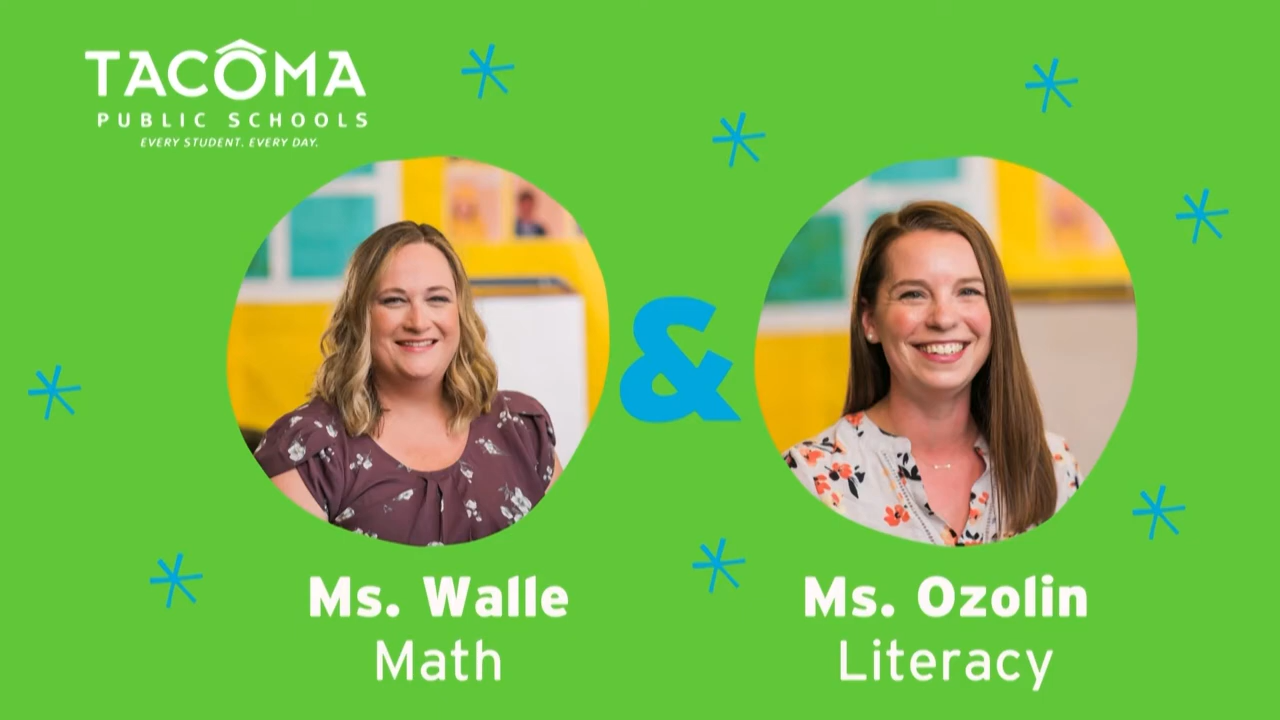 TACOMA
PUBLIC SCHOOLS
EVERY STUDENT. EVERY DAY.
&
Ms. Walle
Math
Ms. Ozolin
Literacy